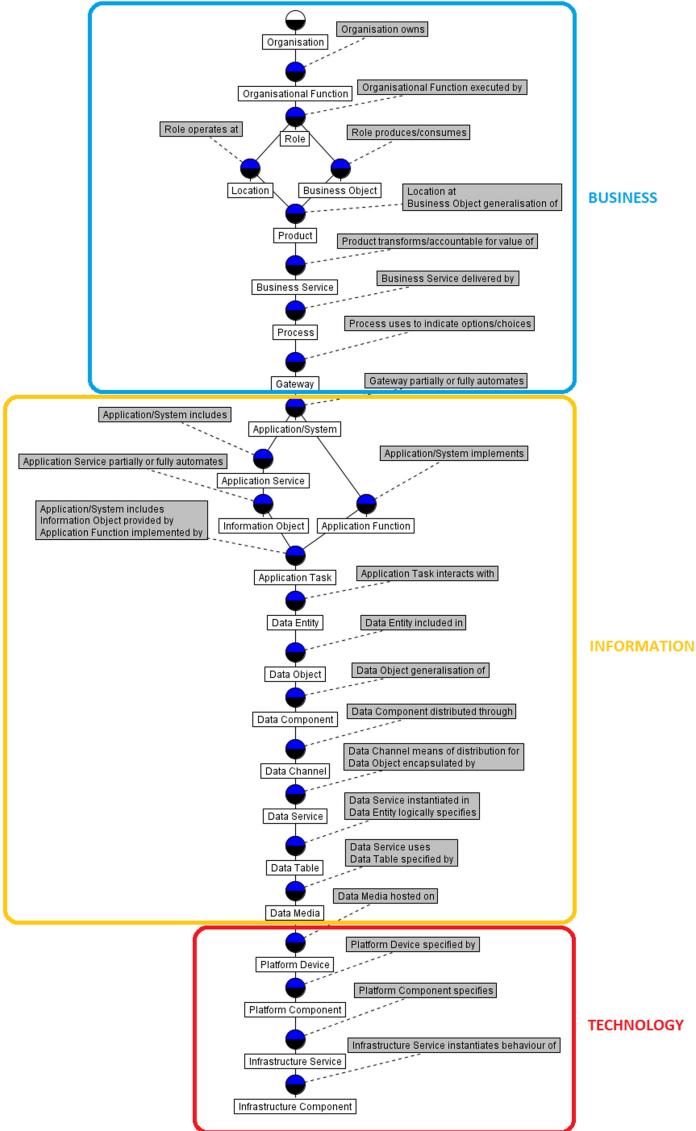 Organisation owns
Organisation
Organisational Function executed by
Organisational Function
Role operates at
Role produces/consumes
Role
Location
Business Object
Location at
Business Object generalisation of
BUSINESS
Product
Product transforms/accountable for value of
Business Service
Business Service delivered by
Process
Process uses to indicate options/choices
Gateway
Gateway partially or fully automates
Application/System includes
Application/System
Application Service partially or fully automates
Application/System implements
Application Service
Application/System includes
Information Object provided by
Application Function implemented by
Information Object
Application Function
Application Task
Application Task interacts with
Data Entity
Data Entity included in
INFORMATION
Data Object
Data Object generalisation of
Data Component
Data Component distributed through
Data Channel
Data Channel means of distribution for
Data Object encapsulated by
Data Service
Data Service instantiated in
Data Entity logically specifies
Data Table
Data Service uses
Data Table specified by
Data Media
Data Media hosted on
Platform Device
Platform Device specified by
Platform Component
Platform Component specifies
TECHNOLOGY
Infrastructure Service
Infrastructure Service instantiates behaviour of
Infrastructure Component